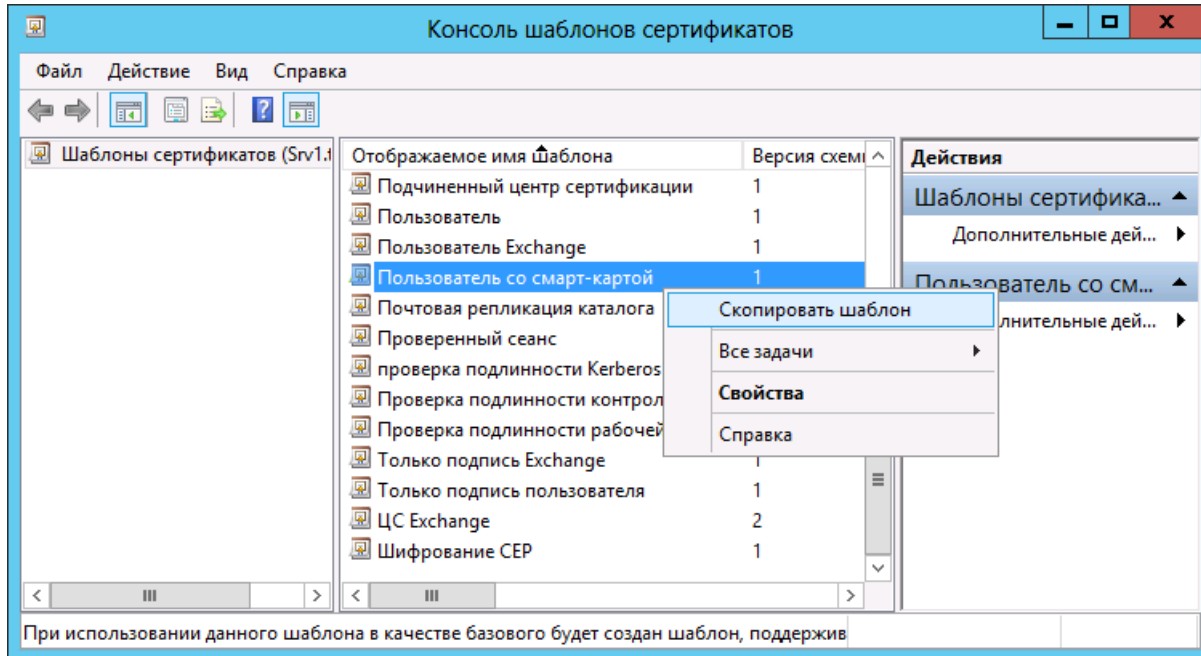 Консоль шаблонов сертификатов
Файл Действие Вид Справка
Шаблоны сертификатов (Srv1.
Отображаемое имя шаблона Версия схемы
Подчиненный центр сертификации 1
Пользователь 1
Пользователь Exchange 1
Пользователь со смарт-картой 1
Почтовая репликация каталога
Проверенный сеанс
проверка подлинности Kerberos
Проверка подлинности контрол
Проверка подлинности рабочей
Только подпись Exchange 1
Только подпись пользователя 1
ЦС Exchange 2
Шифрование CEP 1
Скопировать шаблон
Все задачи
Свойства
Справка
Действия
Шаблоны сертифика...
Дополнительные дей...
Пользователь со см...
лнительные дей...
При использовании данного шаблона в качестве базового будет создан шаблон, поддержив